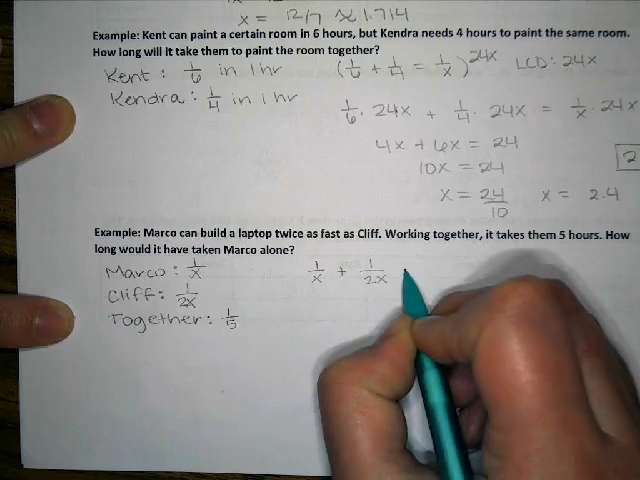 x = 12/7 ≈ 1.714
Example: Kent can paint a certain room in 6 hours, but Kendra needs 4 hours to paint the same room.
How long will it take them to paint the room together?
Kent: 1/6 in 1 hr
Kendra: 1/4 in 1 hr
(1/6 + 1/4 = 1/x) 24x LCD: 24x
1/6 · 24x + 1/4 · 24x = 1/x · 24x
4x + 6x = 24
10x = 24
x = 24/10 x = 2.4
2
Example: Marco can build a laptop twice as fast as Cliff. Working together, it takes them 5 hours. How
long would it have taken Marco alone?
Marco: 1/x
Cliff: 1/2x
Together: 1/5
1/x + 1/2x